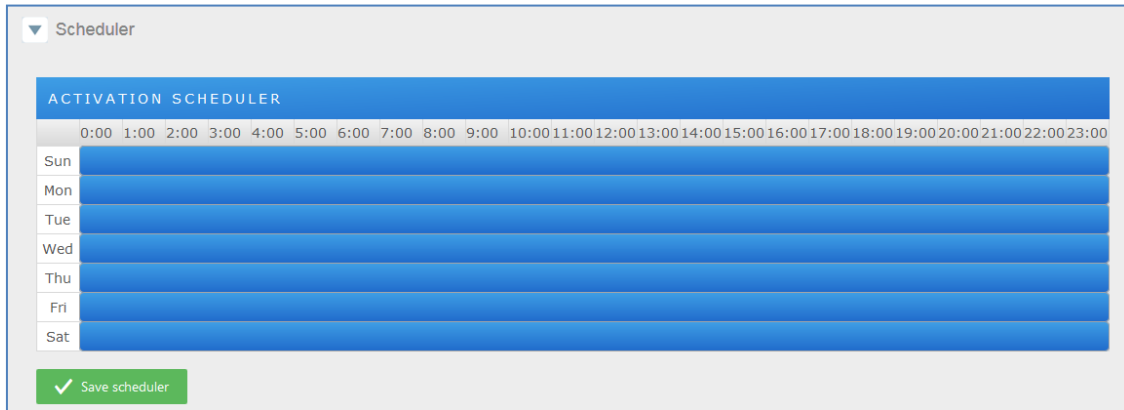 Scheduler
ACTIVATION SCHEDULER
0:00 1:00 2:00 3:00 4:00 5:00 6:00 7:00 8:00 9:00 10:00 11:00 12:00 13:00 14:00 15:00 16:00 17:00 18:00 19:00 20:00 21:00 22:00 23:00
Sun
Mon
Tue
Wed
Thu
Fri
Sat
Save scheduler